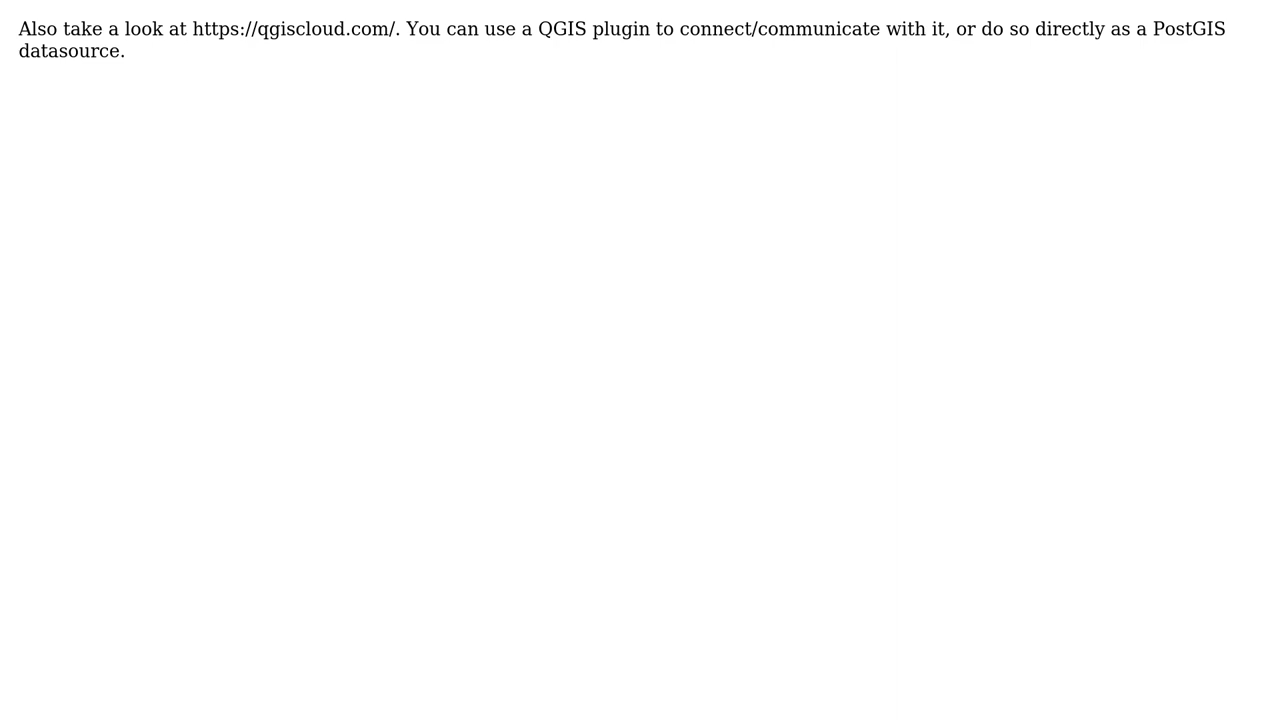 Also take a look at https://qgiscloud.com/. You can use a QGIS plugin to connect/communicate with it, or do so directly as a PostGIS
datasource.